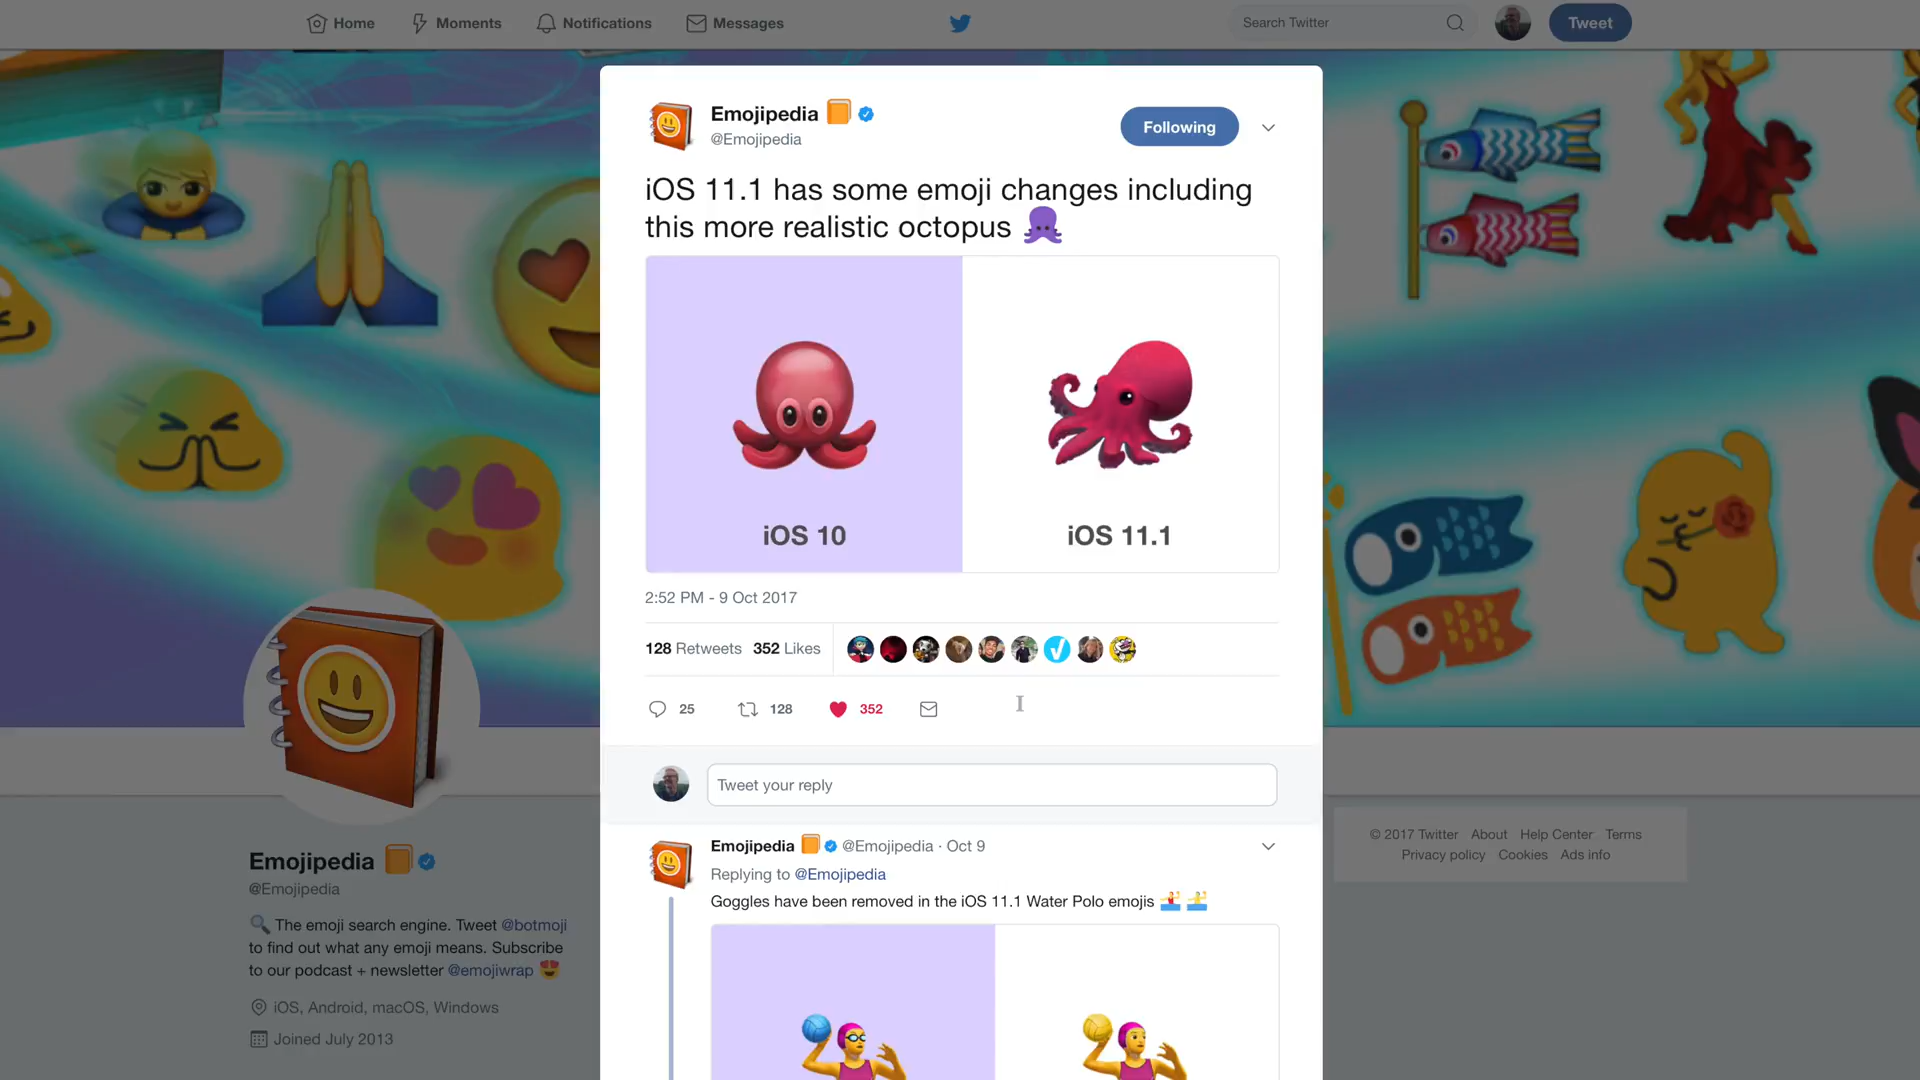 Home
Moments
Notifications
Messages
Search Twitter
Tweet
Emojipedia
@Emojipedia
Following
iOS 11.1 has some emoji changes including
this more realistic octopus 🐙
iOS 10
iOS 11.1
2:52 PM - 9 Oct 2017
128 Retweets 352 Likes
25
128
352
Tweet your reply
Emojipedia @Emojipedia · Oct 9
Replying to @Emojipedia
Goggles have been removed in the iOS 11.1 Water Polo emojis
Emojipedia
@Emojipedia
The emoji search engine. Tweet @botmoji
to find out what any emoji means. Subscribe
to our podcast + newsletter @emojiwrap 😍
iOS, Android, macOS, Windows
Joined July 2013
© 2017 Twitter About Help Center Terms
Privacy policy Cookies Ads info